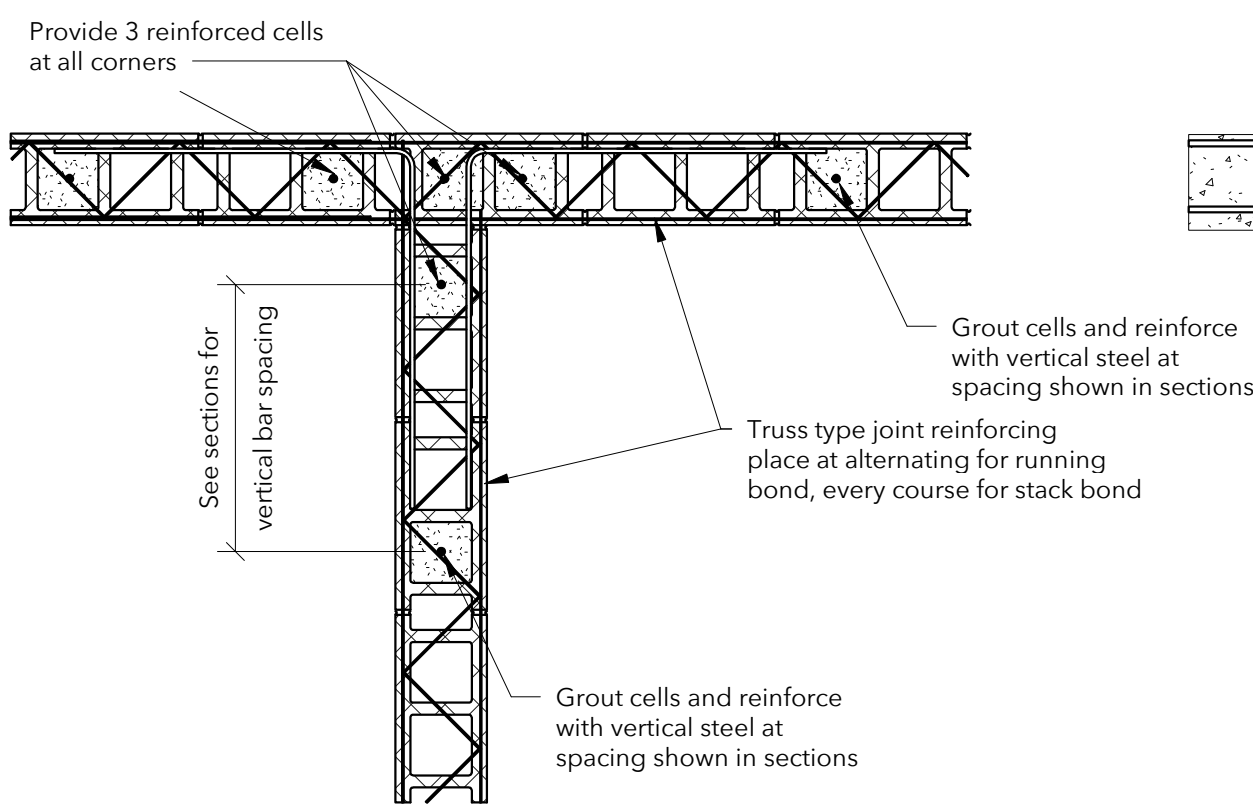 Provide 3 reinforced cells
at all corners
See sections for
vertical bar spacing
Grout cells and reinforce
with vertical steel at
spacing shown in sections
Truss type joint reinforcing
place at alternating for running
bond, every course for stack bond
Grout cells and reinforce
with vertical steel at
spacing shown in sections